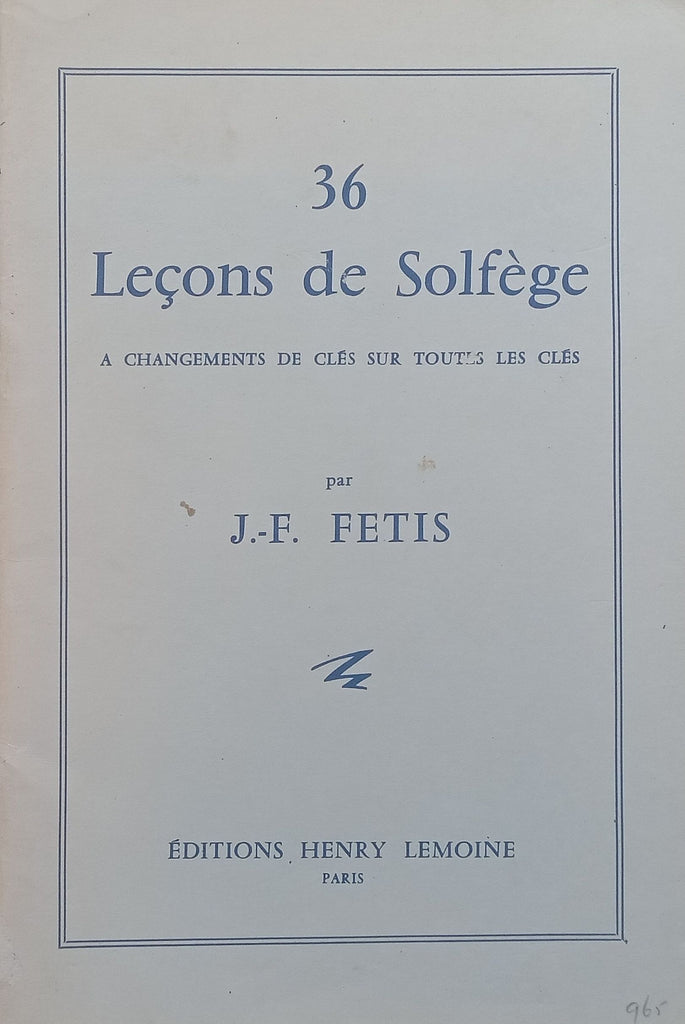 36
Leçons de Solfège
A CHANGEMENTS DE CLÉS SUR TOUTES LES CLÉS
par
J.-F. FETIS
ÉDITIONS HENRY LEMOINE
PARIS
965